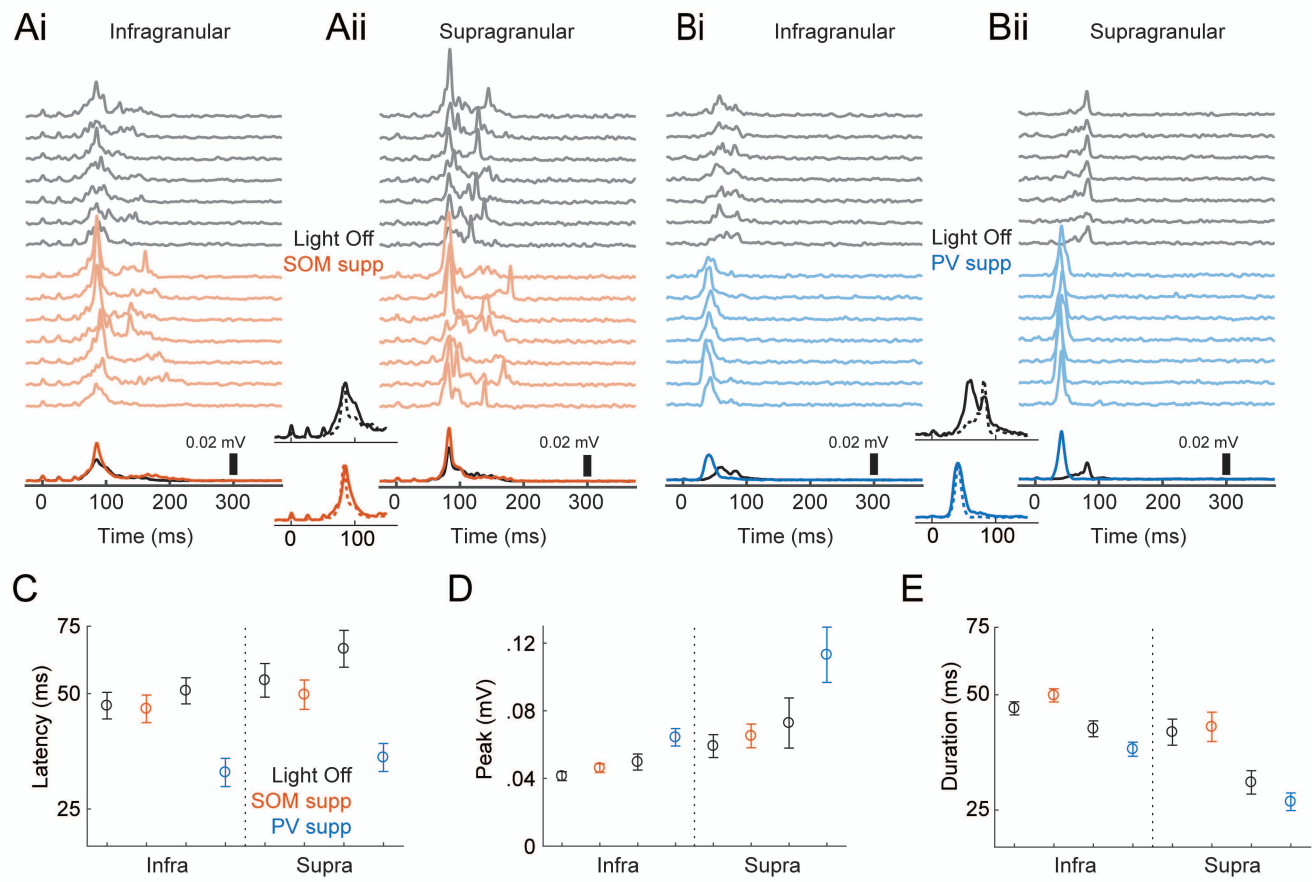 Ai
Infragranular
Aii
Supragranular
Bi
Infragranular
Bii
Supragranular
Light Off
SOM supp
Light Off
PV supp
0.02 mV
0.02 mV
0.02 mV
0.02 mV
0 100 200 300
0 100 200 300
0 100 200 300
0 100 200 300
0 100
0 100
Time (ms)
Time (ms)
Time (ms)
Time (ms)
C
Latency (ms)
75
50
25
Light Off
SOM supp
PV supp
Infra
Supra
D
Peak (mV)
.12
.08
.04
0
Infra
Supra
E
Duration (ms)
75
50
25
Infra
Supra